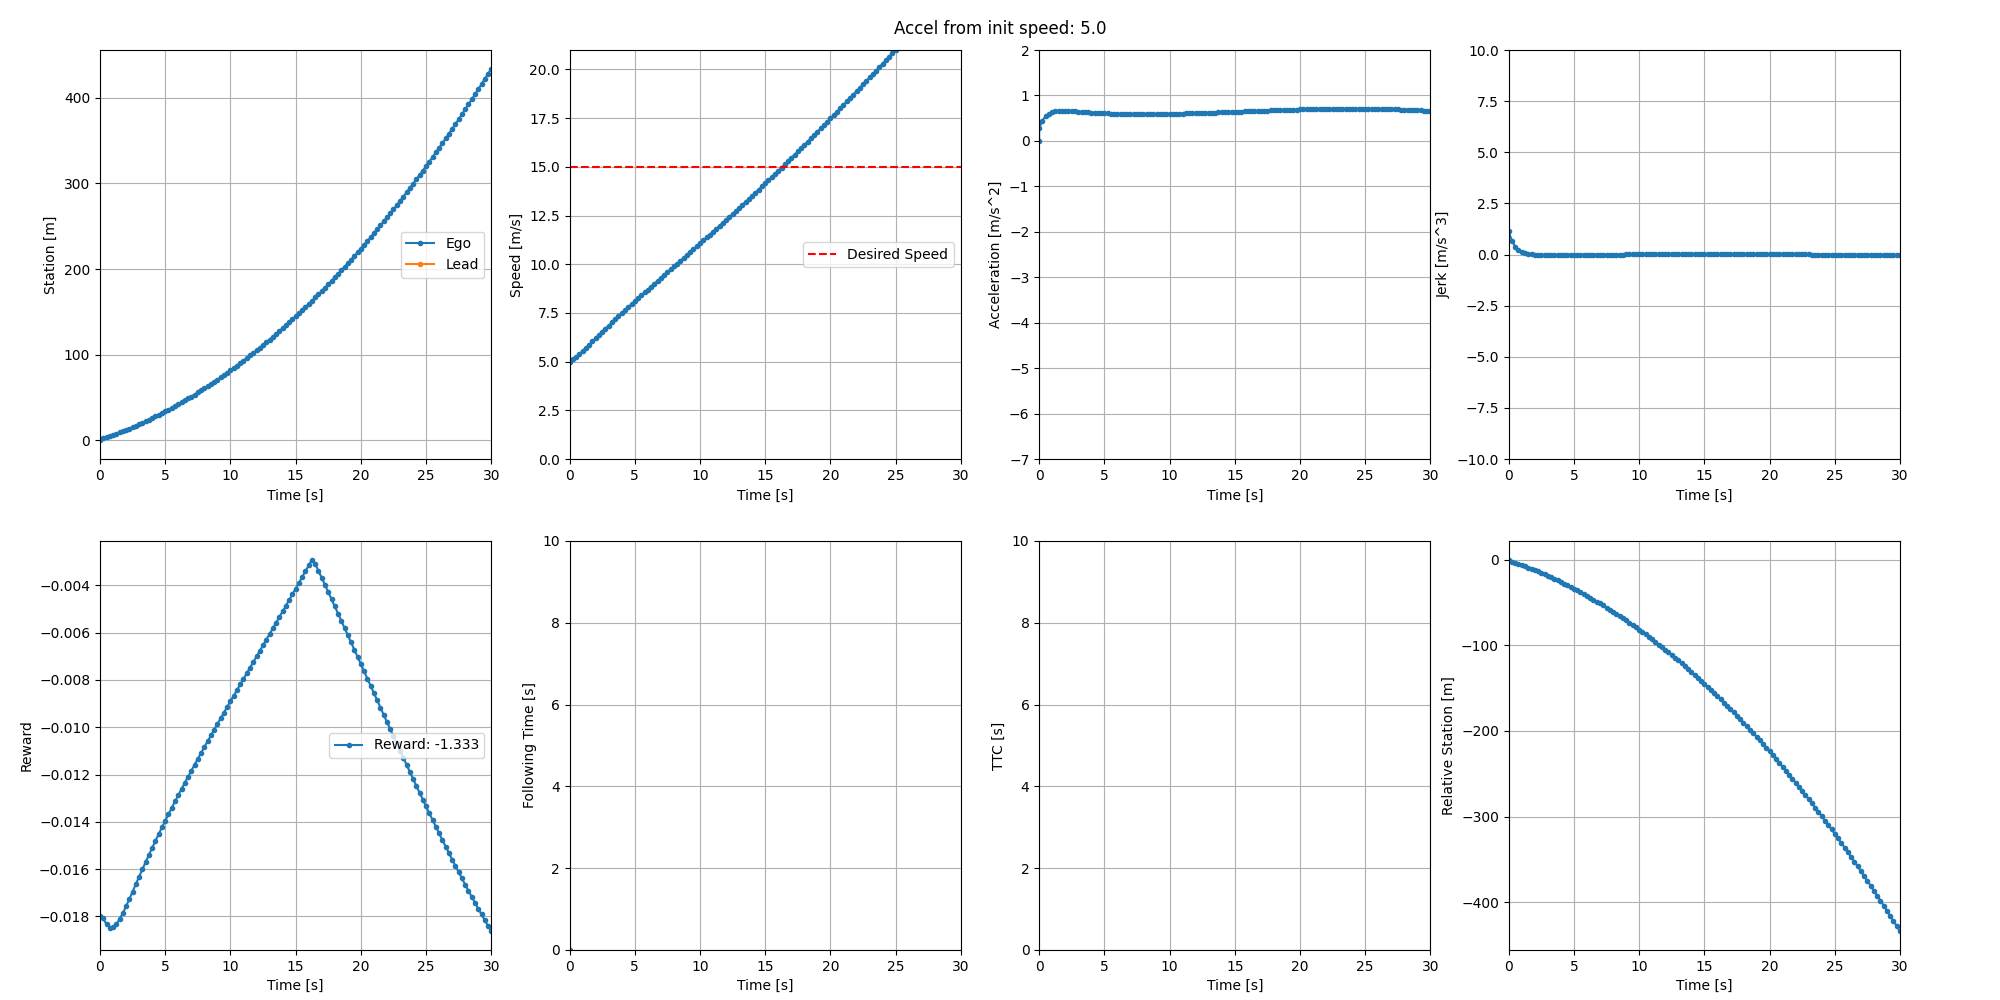 Accel from init speed: 5.0
Station [m]
400
300
200
100
0
Ego
Lead
0 5 10 15 20 25 30
Time [s]
Speed [m/s]
20.0
17.5
15.0
12.5
10.0
7.5
5.0
2.5
0.0
Desired Speed
0 5 10 15 20 25 30
Time [s]
Acceleration [m/s^2]
2
1
0
−1
−2
−3
−4
−5
−6
−7
0 5 10 15 20 25 30
Time [s]
Jerk [m/s^3]
10.0
7.5
5.0
2.5
0.0
−2.5
−5.0
−7.5
−10.0
0 5 10 15 20 25 30
Time [s]
Reward
−0.004
−0.006
−0.008
−0.010
−0.012
−0.014
−0.016
−0.018
Reward: -1.333
0 5 10 15 20 25 30
Time [s]
Following Time [s]
10
8
6
4
2
0
0 5 10 15 20 25 30
Time [s]
TTC [s]
10
8
6
4
2
0
0 5 10 15 20 25 30
Time [s]
Relative Station [m]
0
−100
−200
−300
−400
0 5 10 15 20 25 30
Time [s]